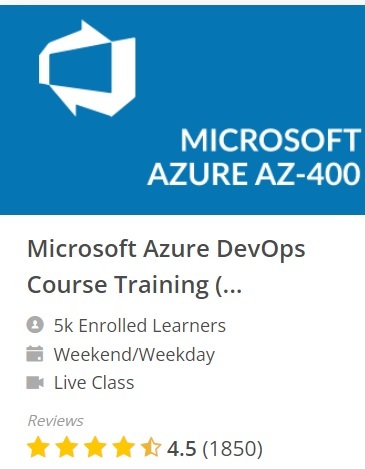 MICROSOFT
AZURE AZ-400
Microsoft Azure DevOps
Course Training (...
5k Enrolled Learners
Weekend/Weekday
Live Class
Reviews
4.5 (1850)